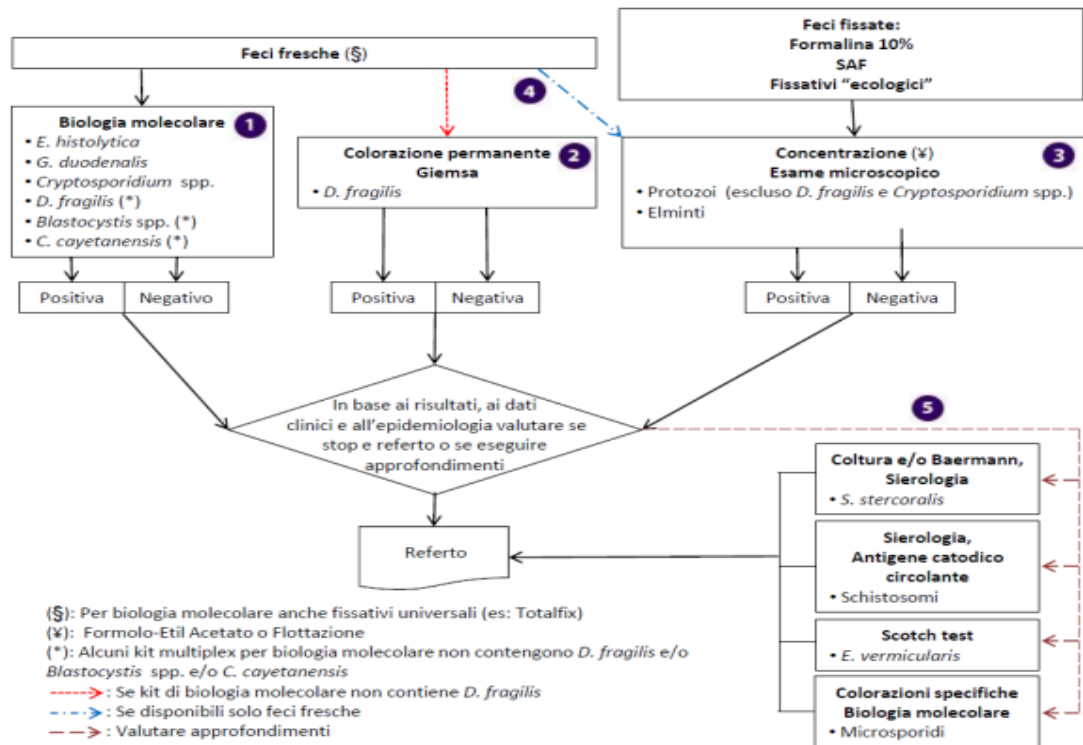 Feci fresche (§)
Feci fissate:
Formalina 10%
SAF
Fissativi “ecologici”
4
Biologia molecolare
1
• E. histolytica
• G. duodenalis
• Cryptosporidium spp.
• D. fragilis (*)
• Blastocystis spp. (*)
• C. cayetanensis (*)
Colorazione permanente
Giemsa
2
• D. fragilis
Concentrazione (¥)
Esame microscopico
3
• Protozoi (escluso D. fragilis e Cryptosporidium spp.)
• Elminti
Positiva
Negativo
Positiva
Negativa
Positiva
Negativa
In base ai risultati, ai dati
clinici e all’epidemiologia valutare se
stop e referto o se eseguire
approfondimenti
5
Coltura e/o Baermann,
Sierologia
• S. stercoralis
Sierologia,
Antigene catodico
circolante
• Schistosomi
Scotch test
• E. vermicularis
Colorazioni specifiche
Biologia molecolare
• Microsporidi
Referto
(§): Per biologia molecolare anche fissativi universali (es: Totalfix)
(¥): Formolo-Etil Acetato o Flottazione
(*): Alcuni kit multiplex per biologia molecolare non contengono D. fragilis e/o
Blastocystis spp. e/o C. cayetanensis
: Se kit di biologia molecolare non contiene D. fragilis
: Se disponibili solo feci fresche
: Valutare approfondimenti